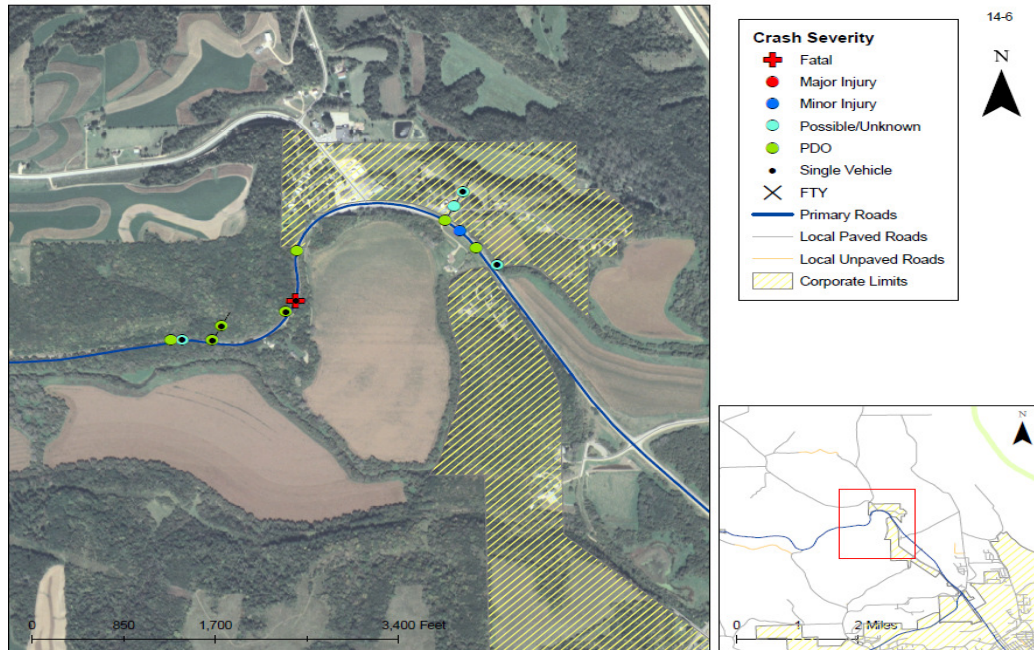 14-6
N
Crash Severity
Fatal
Major Injury
Minor Injury
Possible/Unknown
PDO
Single Vehicle
FTY
Primary Roads
Local Paved Roads
Local Unpaved Roads
Corporate Limits
0 850 1,700 3,400 Feet
N
0 1 2 Miles